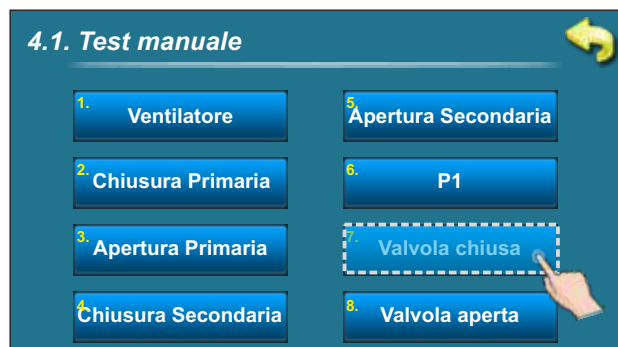 4.1. Test manuale
1. Ventilatore
2. Chiusura Primaria
3. Apertura Primaria
4. Chiusura Secondaria
5. Apertura Secondaria
6. P1
7. Valvola chiusa
8. Valvola aperta